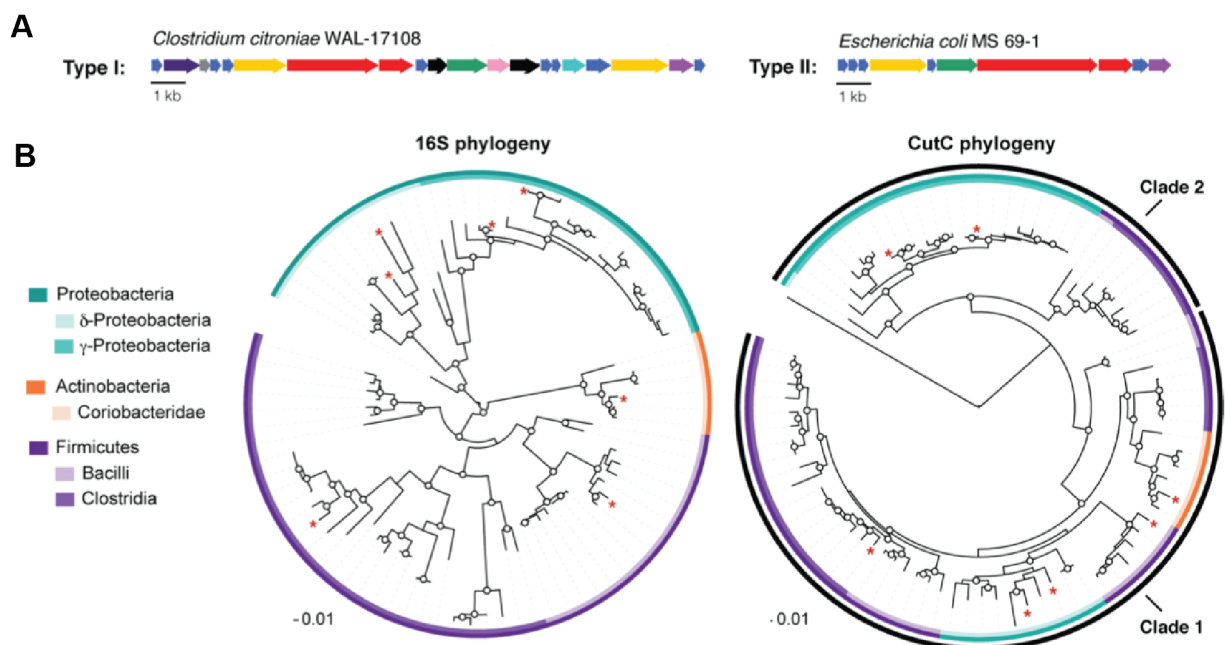 A
Clostridium citroniae WAL-17108
Type I:
1 kb
Escherichia coli MS 69-1
Type II:
1 kb
B
16S phylogeny
CutC phylogeny
Clade 2
Proteobacteria
δ-Proteobacteria
γ-Proteobacteria
Actinobacteria
Coriobacteridae
Firmicutes
Bacilli
Clostridia
* * * * * * *
* * * * * * *
-0.01
-0.01
Clade 1